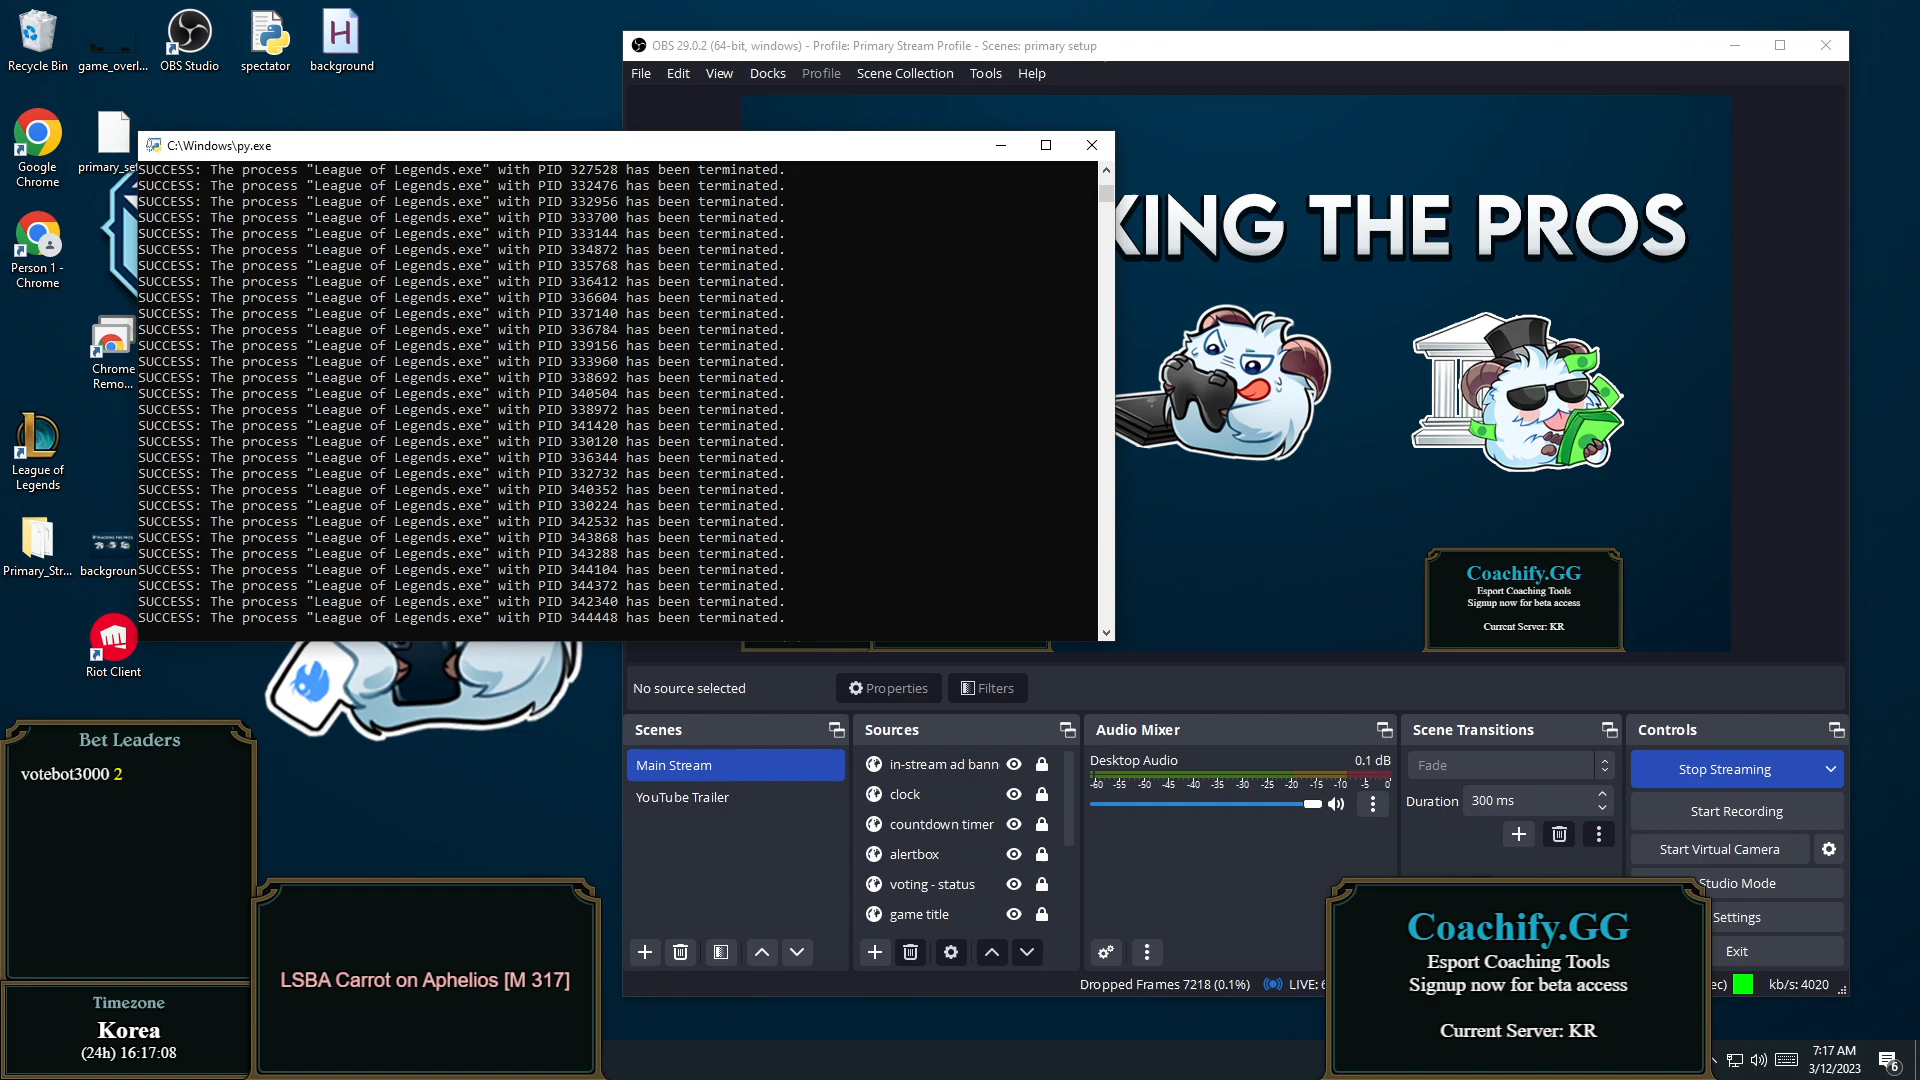 Recycle Bin
game_overl...
OBS Studio
spectator
background
Google
Chrome
primary_se
Person 1 -
Chrome
Chrome
Remo...
League of
Legends
Primary_Str...
backgroun
Riot Client
C:\Windows\py.exe
SUCCESS: The process "League of Legends.exe" with PID 327528 has been terminated.
SUCCESS: The process "League of Legends.exe" with PID 332476 has been terminated.
SUCCESS: The process "League of Legends.exe" with PID 332956 has been terminated.
SUCCESS: The process "League of Legends.exe" with PID 333700 has been terminated.
SUCCESS: The process "League of Legends.exe" with PID 333144 has been terminated.
SUCCESS: The process "League of Legends.exe" with PID 334872 has been terminated.
SUCCESS: The process "League of Legends.exe" with PID 335768 has been terminated.
SUCCESS: The process "League of Legends.exe" with PID 336412 has been terminated.
SUCCESS: The process "League of Legends.exe" with PID 336604 has been terminated.
SUCCESS: The process "League of Legends.exe" with PID 337140 has been terminated.
SUCCESS: The process "League of Legends.exe" with PID 336784 has been terminated.
SUCCESS: The process "League of Legends.exe" with PID 339156 has been terminated.
SUCCESS: The process "League of Legends.exe" with PID 333960 has been terminated.
SUCCESS: The process "League of Legends.exe" with PID 338692 has been terminated.
SUCCESS: The process "League of Legends.exe" with PID 340504 has been terminated.
SUCCESS: The process "League of Legends.exe" with PID 338972 has been terminated.
SUCCESS: The process "League of Legends.exe" with PID 341420 has been terminated.
SUCCESS: The process "League of Legends.exe" with PID 330120 has been terminated.
SUCCESS: The process "League of Legends.exe" with PID 336344 has been terminated.
SUCCESS: The process "League of Legends.exe" with PID 332732 has been terminated.
SUCCESS: The process "League of Legends.exe" with PID 340352 has been terminated.
SUCCESS: The process "League of Legends.exe" with PID 330224 has been terminated.
SUCCESS: The process "League of Legends.exe" with PID 342532 has been terminated.
SUCCESS: The process "League of Legends.exe" with PID 343868 has been terminated.
SUCCESS: The process "League of Legends.exe" with PID 343288 has been terminated.
SUCCESS: The process "League of Legends.exe" with PID 344104 has been terminated.
SUCCESS: The process "League of Legends.exe" with PID 344372 has been terminated.
SUCCESS: The process "League of Legends.exe" with PID 342340 has been terminated.
SUCCESS: The process "League of Legends.exe" with PID 344448 has been terminated.
OBS 29.0.2 (64-bit, windows) - Profile: Primary Stream Profile - Scenes: primary setup
File Edit View Docks Profile Scene Collection Tools Help
KING THE PROS
Coachify.GG
Esport Coaching Tools
Signup now for beta access
Current Server: KR
No source selected
Properties
Filters
Scenes
Main Stream
YouTube Trailer
Sources
in-stream ad bann
clock
countdown timer
alertbox
voting - status
game title
Audio Mixer
Desktop Audio 0.1 dB
-60 -55 -50 -45 -40 -35 -30 -25 -20 -15 -10 -5 0
Scene Transitions
Fade
Duration 300 ms
Controls
Stop Streaming
Start Recording
Start Virtual Camera
Studio Mode
Settings
Exit
Dropped Frames 7218 (0.1%)
LIVE: 6
ec)
kb/s: 4020
Bet Leaders
votebot3000 2
Timezone
Korea
(24h) 16:17:08
LSBA Carrot on Aphelios [M 317]
Coachify.GG
Esport Coaching Tools
Signup now for beta access
Current Server: KR
7:17 AM
3/12/2023
6